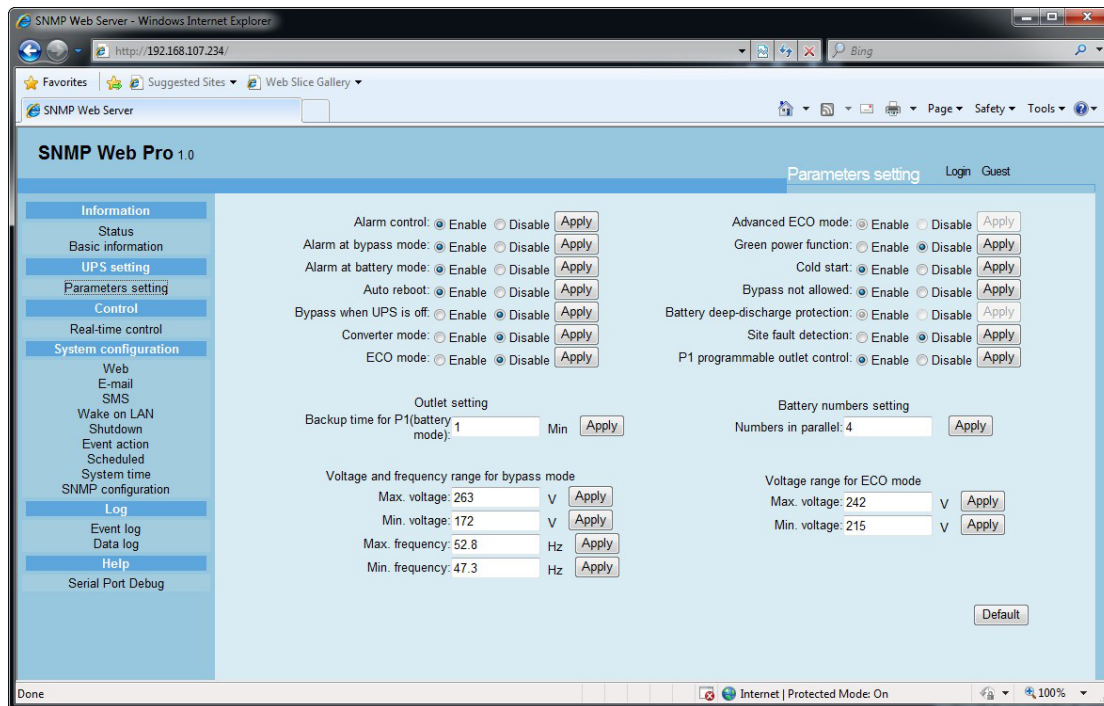 SNMP Web Server - Windows Internet Explorer
http://192.168.107.234/
Bing
Favorites Suggested Sites Web Slice Gallery
SNMP Web Server
Page Safety Tools
SNMP Web Pro 1.0
Parameters setting Login Guest
Information
Status
Basic information
UPS setting
Parameters setting
Control
Real-time control
System configuration
Web
E-mail
SMS
Wake on LAN
Shutdown
Event action
Scheduled
System time
SNMP configuration
Log
Event log
Data log
Help
Serial Port Debug
Alarm control: Enable Disable Apply
Alarm at bypass mode: Enable Disable Apply
Alarm at battery mode: Enable Disable Apply
Auto reboot: Enable Disable Apply
Bypass when UPS is off: Enable Disable Apply
Converter mode: Enable Disable Apply
ECO mode: Enable Disable Apply
Advanced ECO mode: Enable Disable Apply
Green power function: Enable Disable Apply
Cold start: Enable Disable Apply
Bypass not allowed: Enable Disable Apply
Battery deep-discharge protection: Enable Disable Apply
Site fault detection: Enable Disable Apply
P1 programmable outlet control: Enable Disable Apply
Outlet setting
Backup time for P1(battery
mode): 1 Min Apply
Battery numbers setting
Numbers in parallel: 4 Apply
Voltage and frequency range for bypass mode
Max. voltage: 263 V Apply
Min. voltage: 172 V Apply
Max. frequency: 52.8 Hz Apply
Min. frequency: 47.3 Hz Apply
Voltage range for ECO mode
Max. voltage: 242 V Apply
Min. voltage: 215 V Apply
Default
Done
Internet | Protected Mode: On
100%